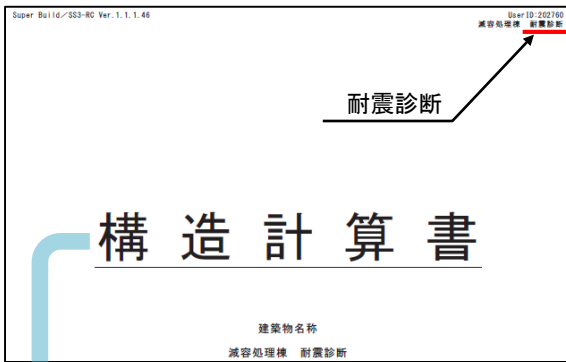 Super Build／SS3-RC Ver.1.1.1.46
UserID:202760
減容処理棟 耐震診断
耐震診断
構造計算書
建築物名称
減容処理棟 耐震診断